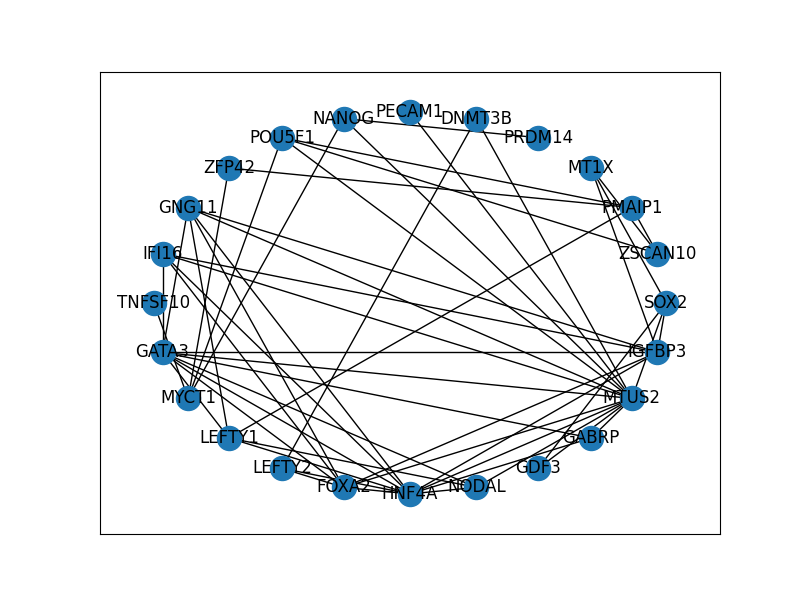 PECAM1
NANOG
DNMT3B
POU5F1
PRDM14
ZFP42
MT1X
GNG11
PMAIP1
IFI16
ZSCAN10
TNFSF10
SOX2
GATA3
IGFBP3
MYCT1
MTUS2
LEFTY1
GABRP
LEFTY2
GDF3
FOXA2
HNF4A
NODAL